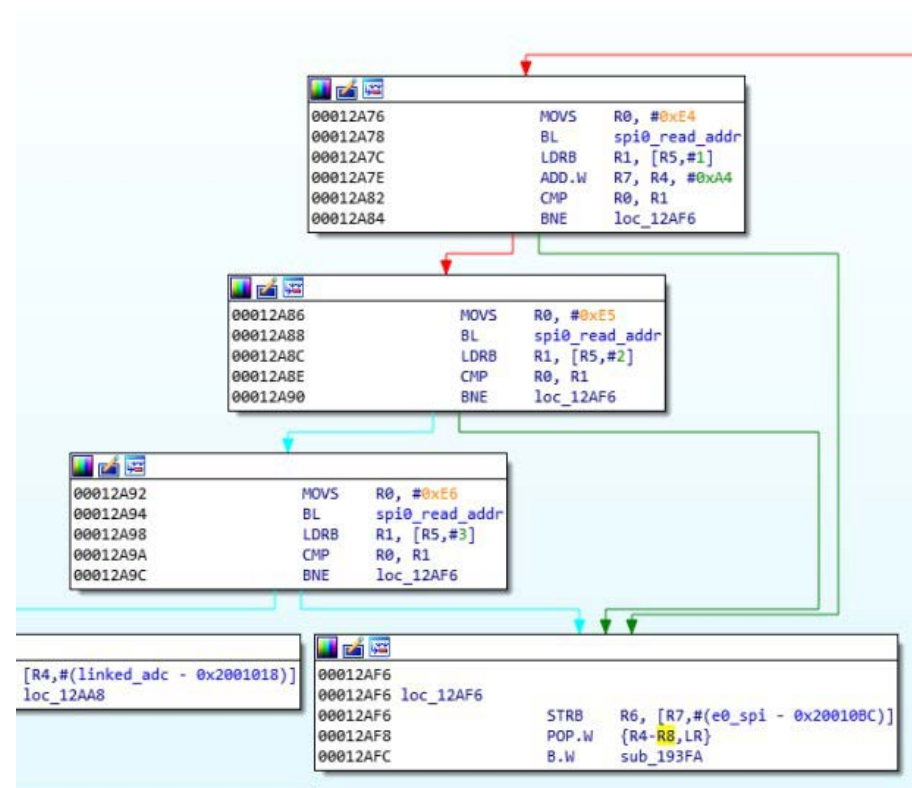 00012A76 MOVS R0, #0xE4
00012A78 BL spi0_read_addr
00012A7C LDRB R1, [R5,#1]
00012A7E ADD.W R7, R4, #0xA4
00012A82 CMP R0, R1
00012A84 BNE loc_12AF6
00012A86 MOVS R0, #0xE5
00012A88 BL spi0_read_addr
00012A8C LDRB R1, [R5,#2]
00012A8E CMP R0, R1
00012A90 BNE loc_12AF6
00012A92 MOVS R0, #0xE6
00012A94 BL spi0_read_addr
00012A98 LDRB R1, [R5,#3]
00012A9A CMP R0, R1
00012A9C BNE loc_12AF6
[R4,#(linked_adc - 0x2001018)]
loc_12AA8
00012AF6
00012AF6 loc_12AF6
00012AF6 STRB R6, [R7,#(e0_spi - 0x20010BC)]
00012AF8 POP.W {R4-R8,LR}
00012AFC B.W sub_193FA